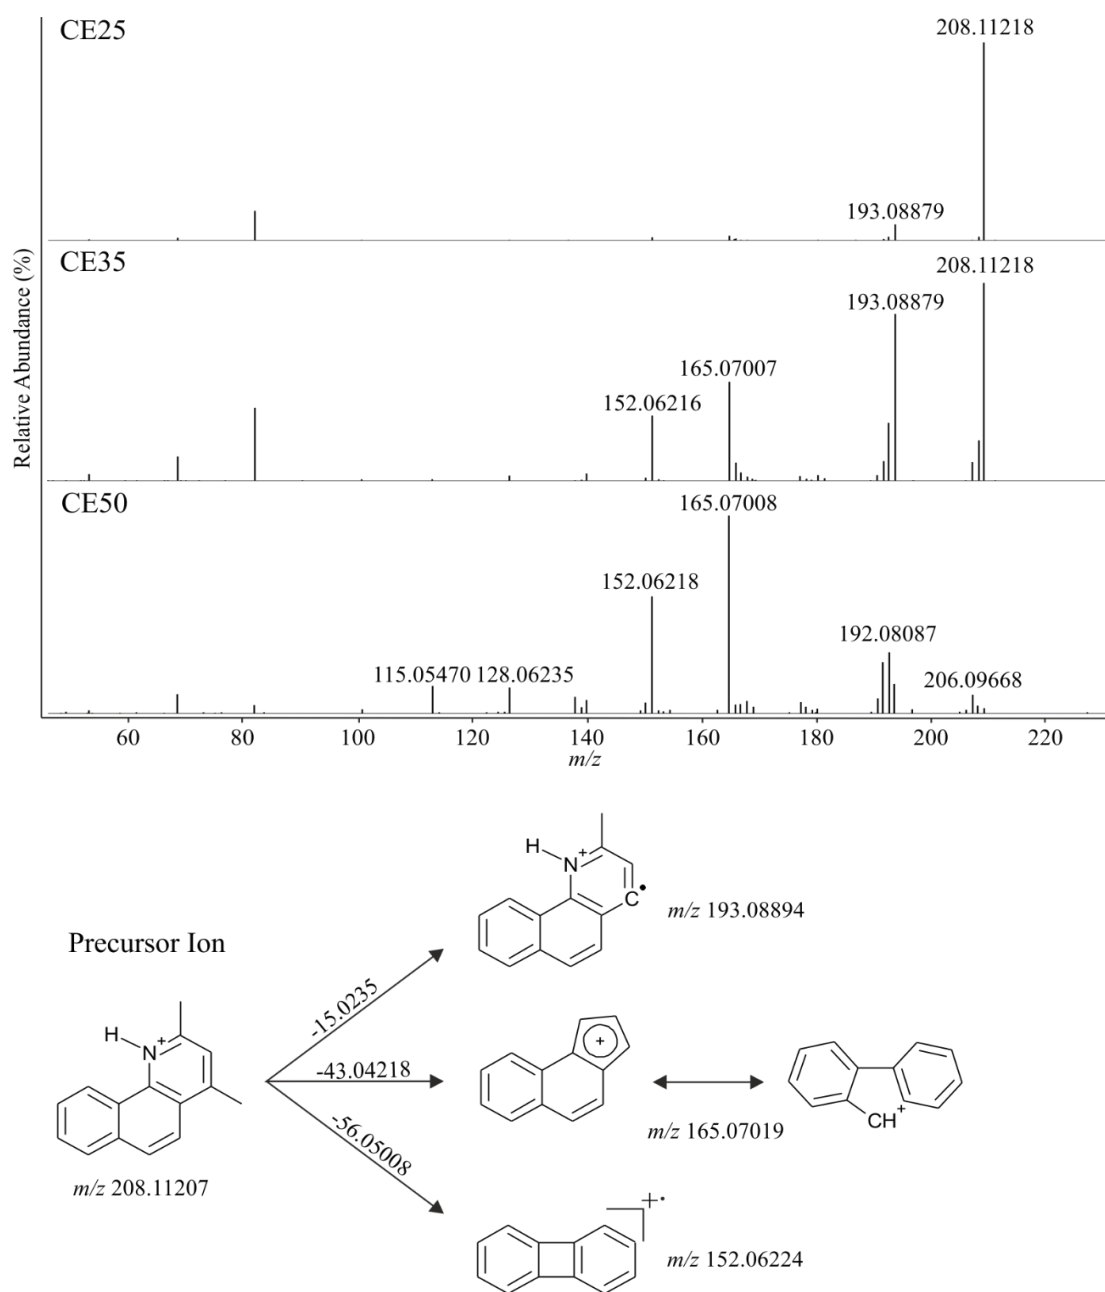 CE25
208.11218
193.08879
CE35
208.11218
193.08879
165.07007
152.06216
Relative Abundance (%)
CE50
165.07008
152.06218
192.08087
115.05470 128.06235
206.09668
60 80 100 120 140 160 180 200 220
m/z
H
N
+
C
•
m/z 193.08894
Precursor Ion
H
N
+
m/z 208.11207
-15.0235
-43.04218
+
CH
+
m/z 165.07019
-56.05008
+•
m/z 152.06224